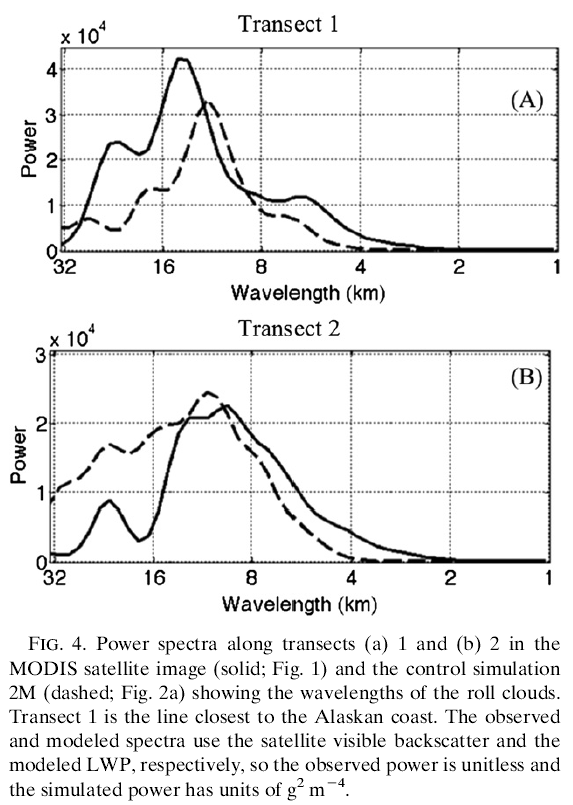 Transect 1
x 10⁴
4
3
2
1
0
Power
(A)
32 16 8 4 2 1
Wavelength (km)
Transect 2
x 10⁴
3
2
1
0
Power
(B)
32 16 8 4 2 1
Wavelength (km)
FIG. 4. Power spectra along transects (a) 1 and (b) 2 in the
MODIS satellite image (solid; Fig. 1) and the control simulation
2M (dashed; Fig. 2a) showing the wavelengths of the roll clouds.
Transect 1 is the line closest to the Alaskan coast. The observed
and modeled spectra use the satellite visible backscatter and the
modeled LWP, respectively, so the observed power is unitless and
the simulated power has units of g² m⁻⁴.